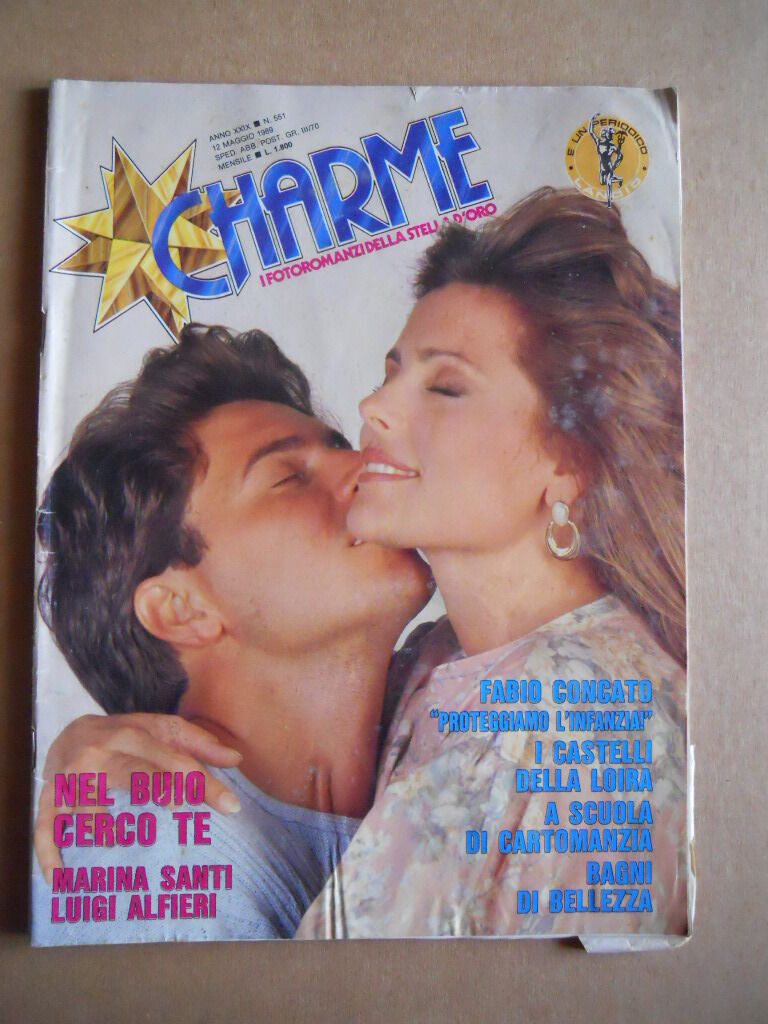 ANNO XXIX ■ N. 551
12 MAGGIO 1989
SPED. ABB. POST. GR. III/70
MENSILE ■ L. 1.800
CHARME
I FOTOROMANZI DELLA STELLA D'ORO
È UN PERIODICO
LANCIO
FABIO CONCATO
"PROTEGGIAMO L'INFANZIA!"
I CASTELLI
DELLA LOIRA
A SCUOLA
DI CARTOMANZIA
BAGNI
DI BELLEZZA
NEL BUIO
CERCO TE
MARINA SANTI
LUIGI ALFIERI